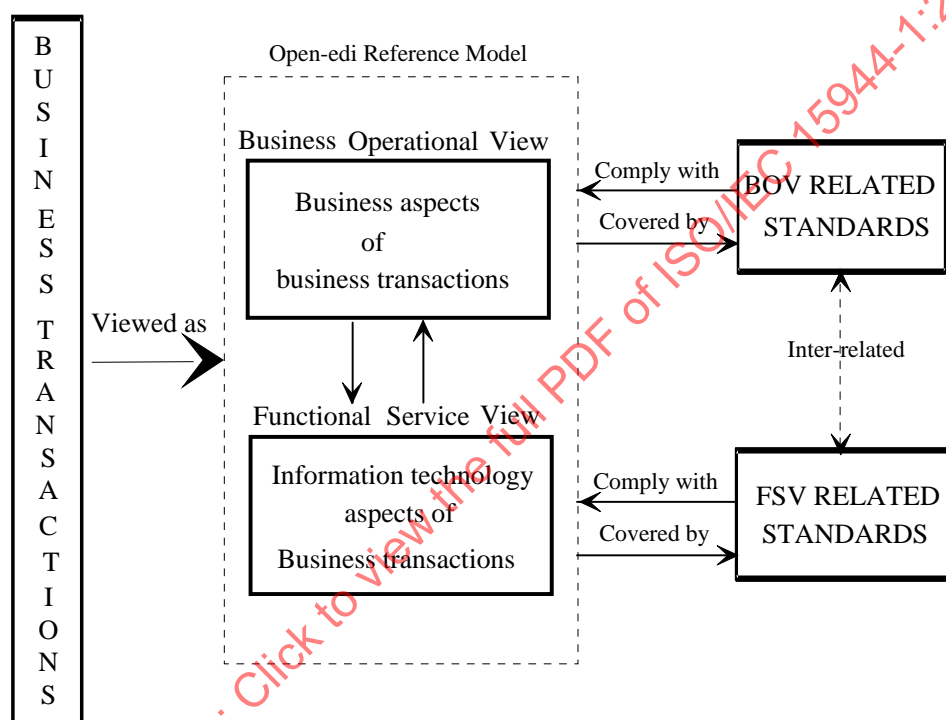 BUSINESS TRANSACTIONS
Viewed as
Open-edi Reference Model
Business Operational View
Business aspects
of
business transactions
Functional Service View
Information technology
aspects of
Business transactions
Comply with
Covered by
BOV RELATED
STANDARDS
Inter-related
Comply with
Covered by
FSV RELATED
STANDARDS
: Click to view the full PDF of ISO/IEC 15944-1:2